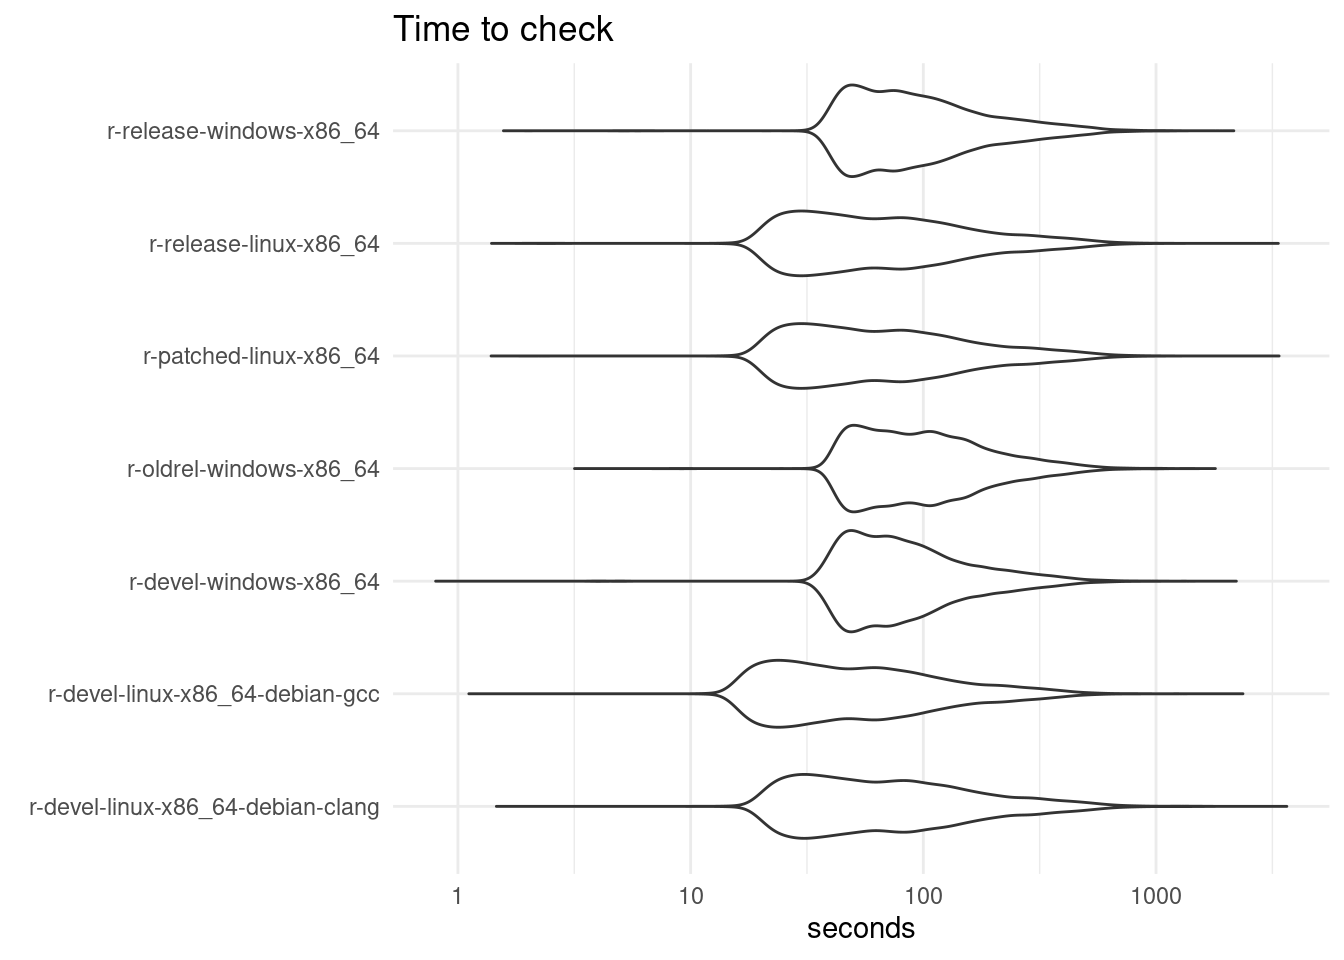 Time to check
r-release-windows-x86_64
r-release-linux-x86_64
r-patched-linux-x86_64
r-oldrel-windows-x86_64
r-devel-windows-x86_64
r-devel-linux-x86_64-debian-gcc
r-devel-linux-x86_64-debian-clang
1 10 100 1000
seconds